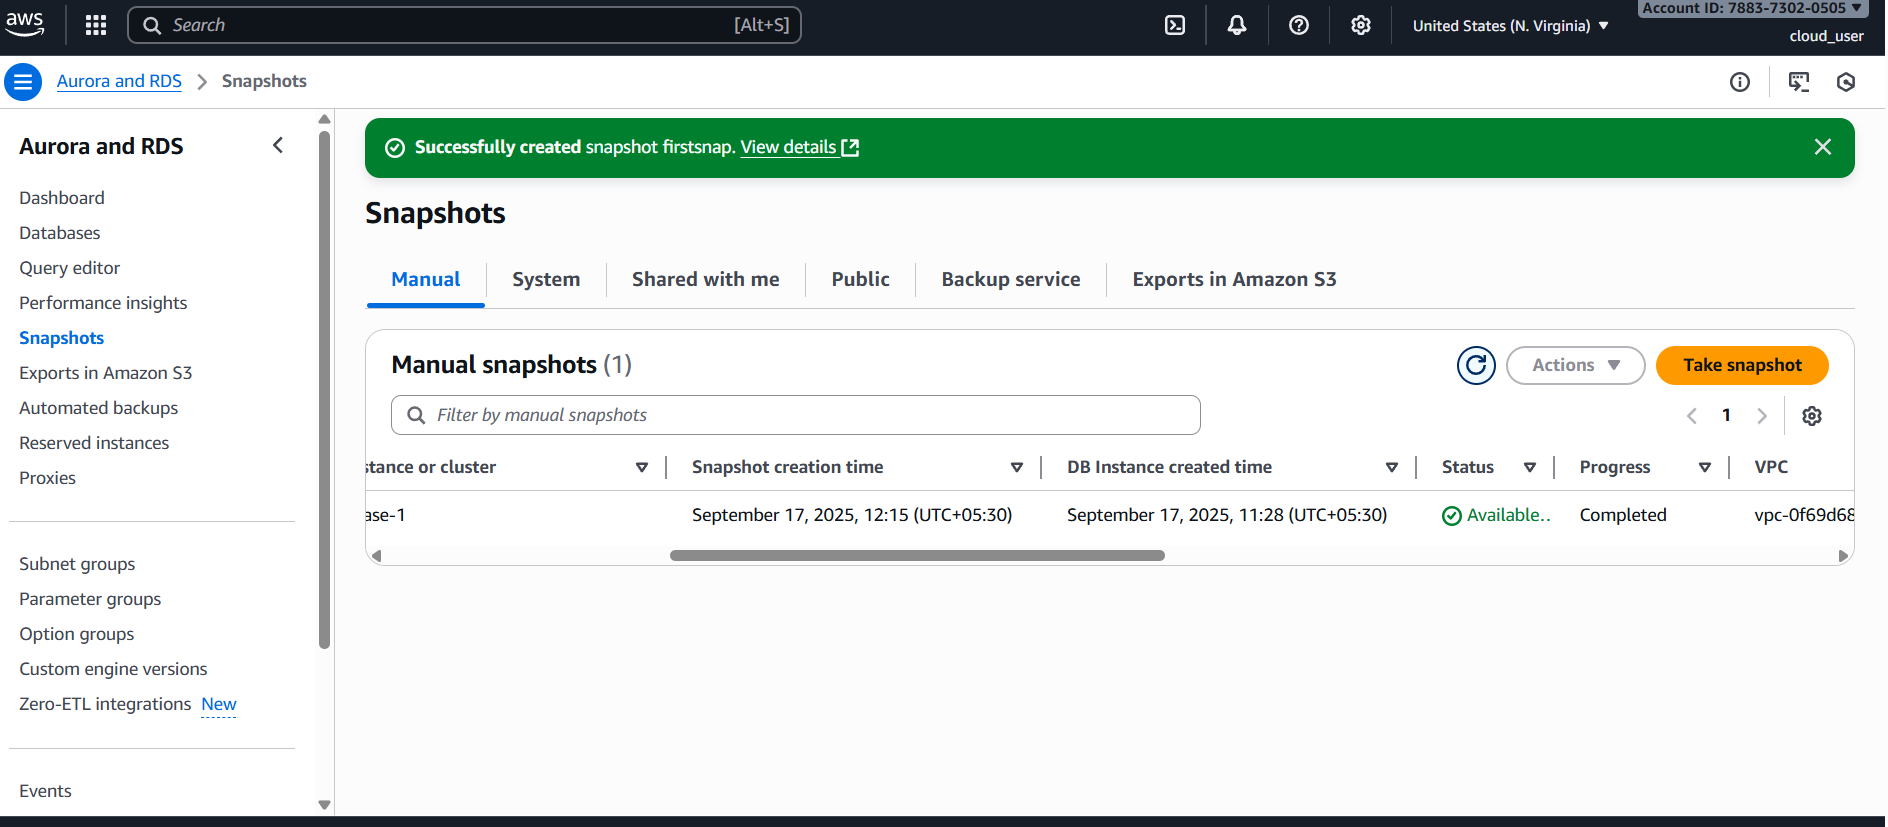 aws
Search [Alt+S]
United States (N. Virginia)
Account ID: 7883-7302-0505
cloud_user
Aurora and RDS > Snapshots
Aurora and RDS
Dashboard
Databases
Query editor
Performance insights
Snapshots
Exports in Amazon S3
Automated backups
Reserved instances
Proxies
Subnet groups
Parameter groups
Option groups
Custom engine versions
Zero-ETL integrations New
Events
Successfully created snapshot firstsnap. View details
Snapshots
Manual System Shared with me Public Backup service Exports in Amazon S3
Manual snapshots (1)
Actions Take snapshot
Filter by manual snapshots
1
stance or cluster Snapshot creation time DB Instance created time Status Progress VPC
ase-1 September 17, 2025, 12:15 (UTC+05:30) September 17, 2025, 11:28 (UTC+05:30) Available.. Completed vpc-0f69d68